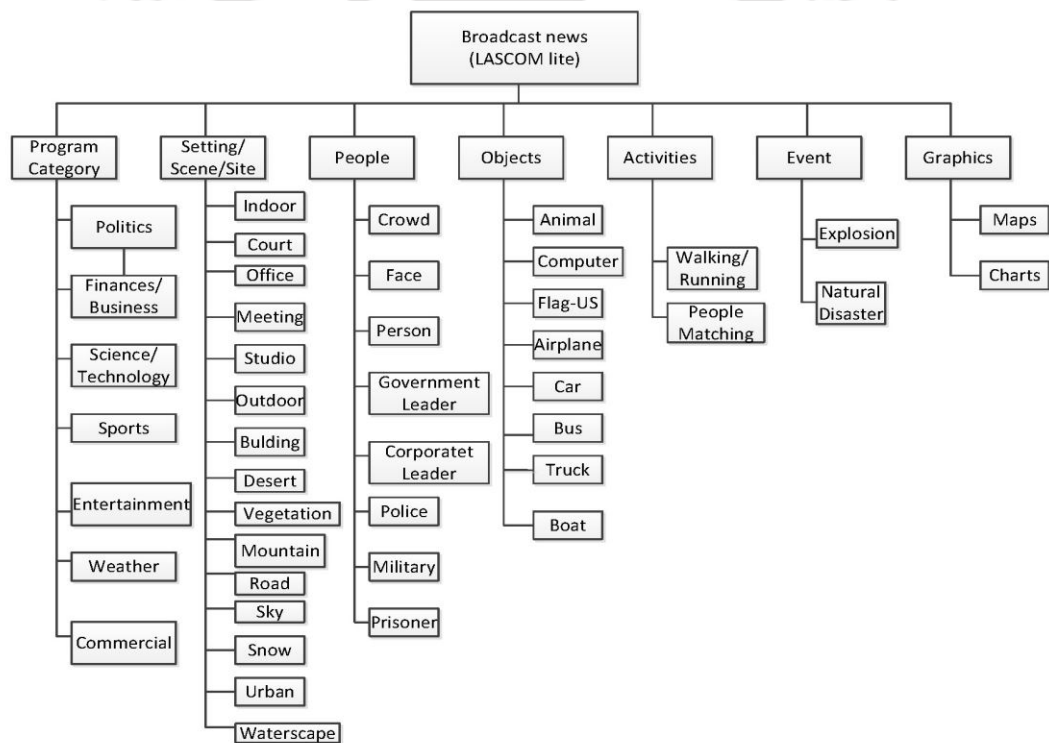 Broadcast news
(LASCOM lite)
Program
Category
Politics
Finances/
Business
Science/
Technology
Sports
Entertainment
Weather
Commercial
Setting/
Scene/Site
Indoor
Court
Office
Meeting
Studio
Outdoor
Bulding
Desert
Vegetation
Mountain
Road
Sky
Snow
Urban
Waterscape
People
Crowd
Face
Person
Government
Leader
Corporatet
Leader
Police
Military
Prisoner
Objects
Animal
Computer
Flag-US
Airplane
Car
Bus
Truck
Boat
Activities
Walking/
Running
People
Matching
Event
Explosion
Natural
Disaster
Graphics
Maps
Charts